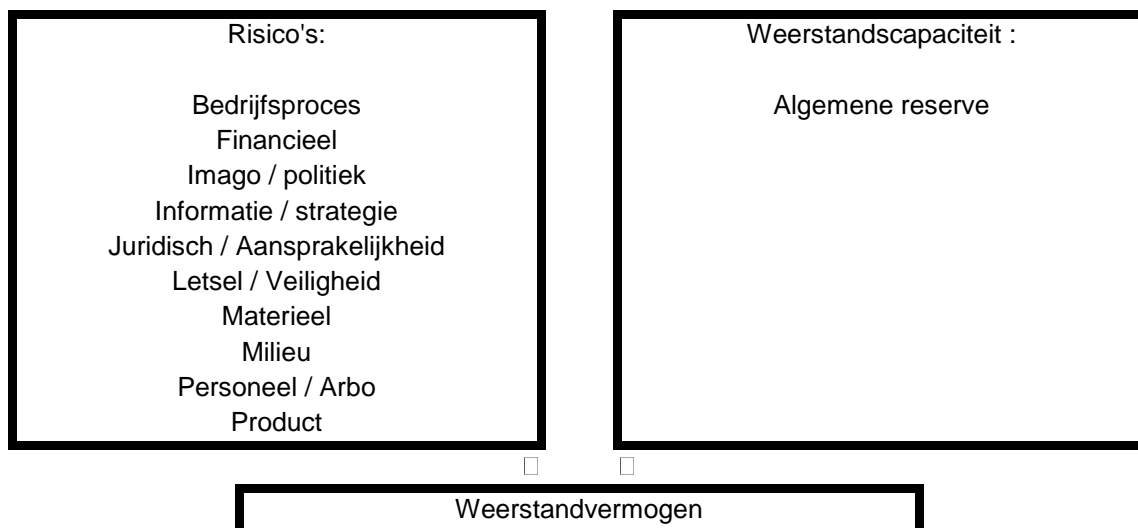 Risico's:
Bedrijfsproces
Financieel
Imago / politiek
Informatie / strategie
Juridisch / Aansprakelijkheid
Letsel / Veiligheid
Materieel
Milieu
Personeel / Arbo
Product
Weerstandscapaciteit :
Algemene reserve
Weerstandvermogen